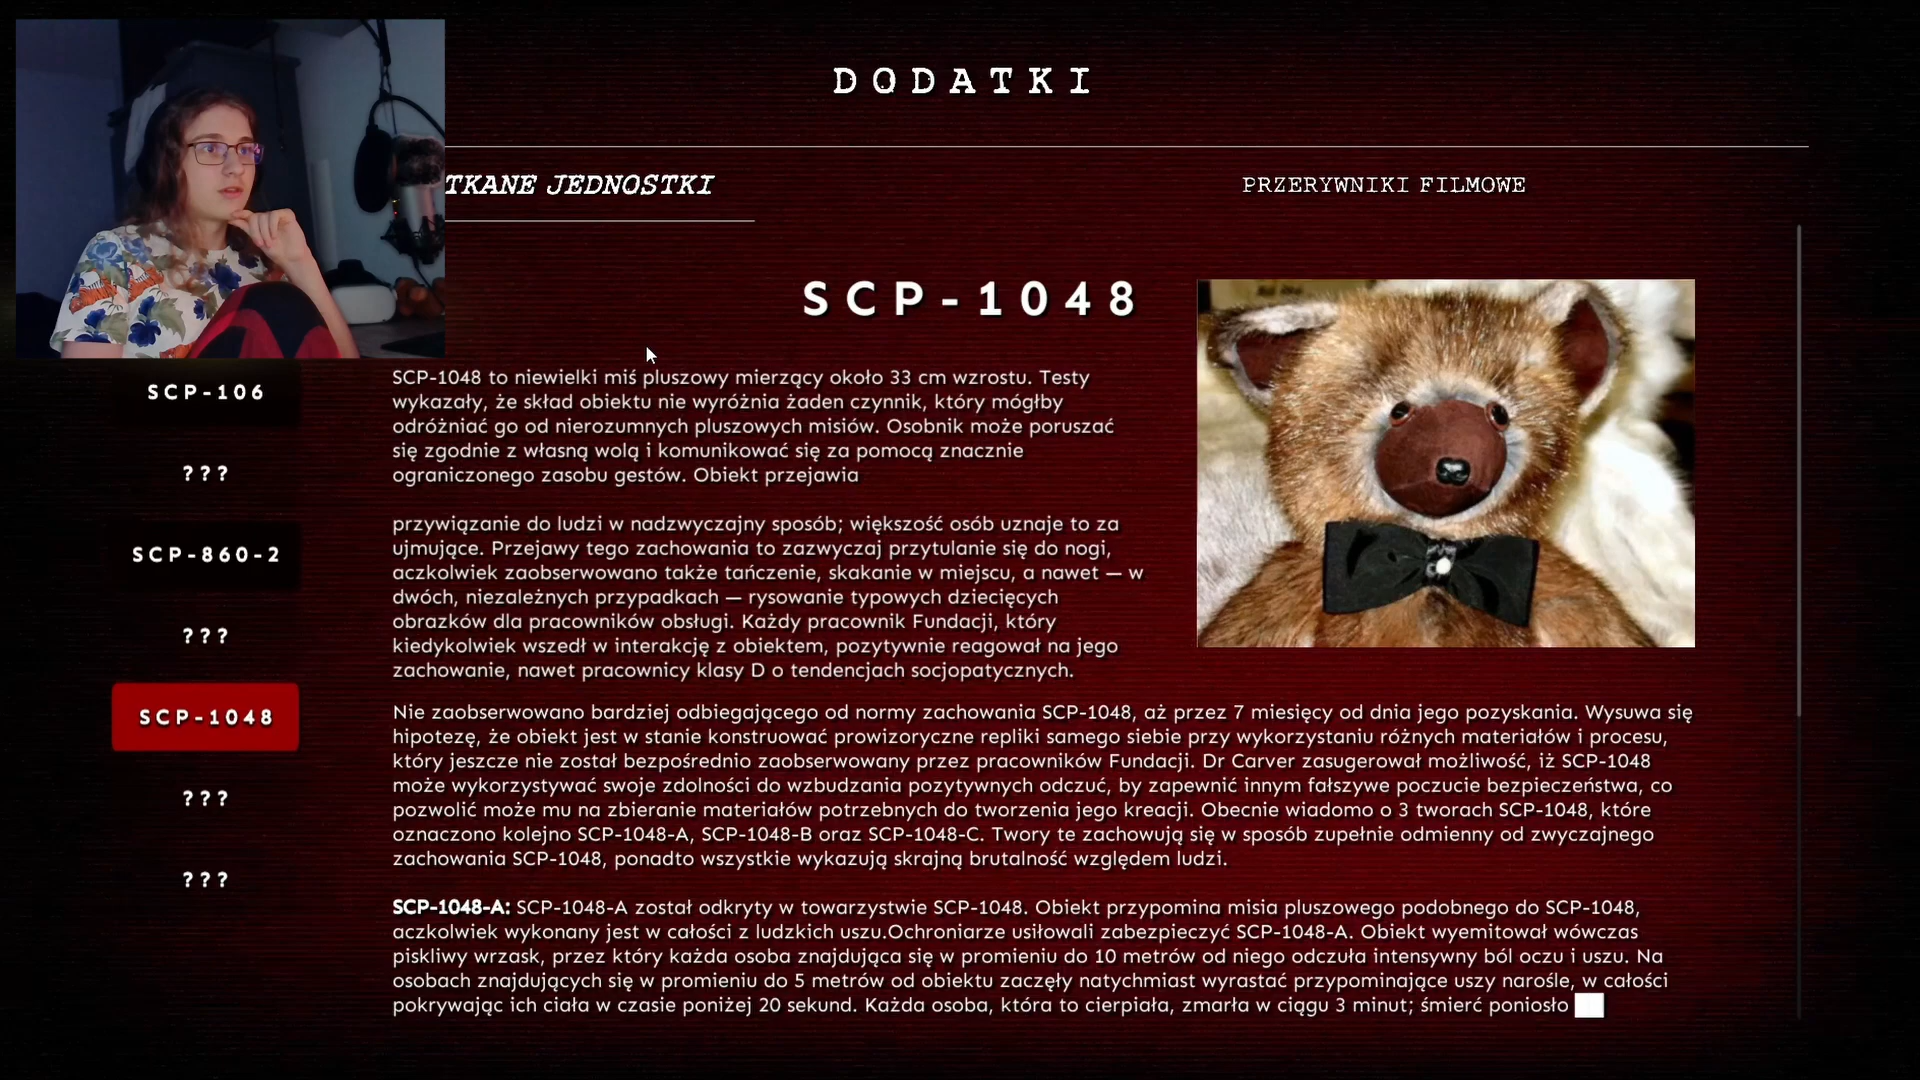 DODATKI
TKANE JEDNOSTKI
PRZERYWNIKI FILMOWE
SCP-1048
SCP-106
???
SCP-860-2
???
SCP-1048
???
???
SCP-1048 to niewielki miś pluszowy mierzący około 33 cm wzrostu. Testy
wykazały, że skład obiektu nie wyróżnia żaden czynnik, który mógłby
odróżniać go od nierozumnych pluszowych misiów. Osobnik może poruszać
się zgodnie z własną wolą i komunikować się za pomocą znacznie
ograniczonego zasobu gestów. Obiekt przejawia
przywiązanie do ludzi w nadzwyczajny sposób; większość osób uznaje to za
ujmujące. Przejawy tego zachowania to zazwyczaj przytulanie się do nogi,
aczkolwiek zaobserwowano także tańczenie, skakanie w miejscu, a nawet — w
dwóch, niezależnych przypadkach — rysowanie typowych dziecięcych
obrazków dla pracowników obsługi. Każdy pracownik Fundacji, który
kiedykolwiek wszedł w interakcję z obiektem, pozytywnie reagował na jego
zachowanie, nawet pracownicy klasy D o tendencjach socjopatycznych.
Nie zaobserwowano bardziej odbiegającego od normy zachowania SCP-1048, aż przez 7 miesięcy od dnia jego pozyskania. Wysuwa się
hipotezę, że obiekt jest w stanie konstruować prowizoryczne repliki samego siebie przy wykorzystaniu różnych materiałów i procesu,
który jeszcze nie został bezpośrednio zaobserwowany przez pracowników Fundacji. Dr Carver zasugerował możliwość, iż SCP-1048
może wykorzystywać swoje zdolności do wzbudzania pozytywnych odczuć, by zapewnić innym fałszywe poczucie bezpieczeństwa, co
pozwolić może mu na zbieranie materiałów potrzebnych do tworzenia jego kreacji. Obecnie wiadomo o 3 tworach SCP-1048, które
oznaczono kolejno SCP-1048-A, SCP-1048-B oraz SCP-1048-C. Twory te zachowują się w sposób zupełnie odmienny od zwyczajnego
zachowania SCP-1048, ponadto wszystkie wykazują skrajną brutalność względem ludzi.
SCP-1048-A: SCP-1048-A został odkryty w towarzystwie SCP-1048. Obiekt przypomina misia pluszowego podobnego do SCP-1048,
aczkolwiek wykonany jest w całości z ludzkich uszu.Ochroniarze usiłowali zabezpieczyć SCP-1048-A. Obiekt wyemitował wówczas
piskliwy wrzask, przez który każda osoba znajdująca się w promieniu do 10 metrów od niego odczuła intensywny ból oczu i uszu. Na
osobach znajdujących się w promieniu do 5 metrów od obiektu zaczęły natychmiast wyrastać przypominające uszy narośle, w całości
pokrywając ich ciała w czasie poniżej 20 sekund. Każda osoba, która to cierpiała, zmarła w ciągu 3 minut; śmierć poniosło ██